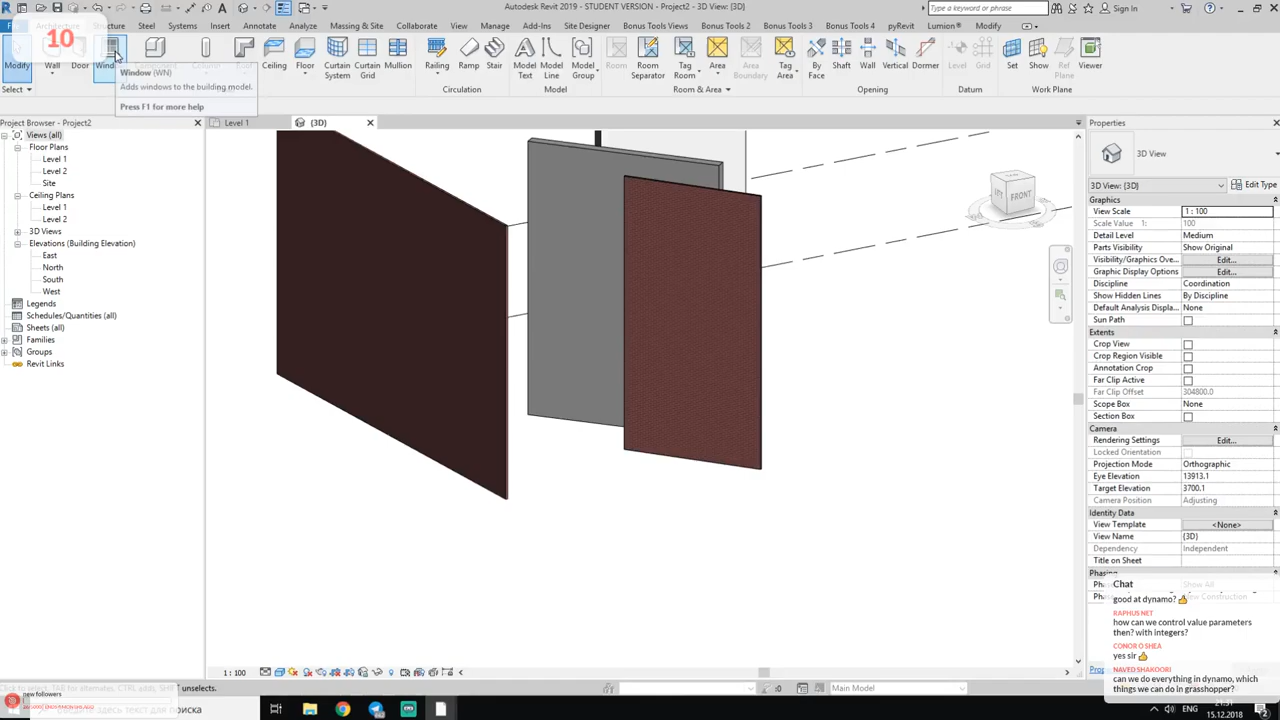 Autodesk Revit 2019 - STUDENT VERSION - Project2 - 3D View: {3D}
Type a keyword or phrase
Sign In
Architecture Structure Steel Systems Insert Annotate Analyze Massing & Site Collaborate View Manage Add-Ins Site Designer Bonus Tools Views Bonus Tools 2 Bonus Tools 3 Bonus Tools 4 pyRevit Lumion® Modify
10
Modify Wall Door Ceiling Floor Curtain System Curtain Grid Mullion Railing Ramp Stair Model Text Model Line Model Group Room Room Separator Tag Room Area Area Boundary Tag Area By Face Shaft Wall Vertical Dormer Level Grid Set Show Ref Plane Viewer
Select Circulation Model Room & Area Opening Datum Work Plane
Window (WN)
Adds windows to the building model.
Press F1 for more help
Project Browser - Project2
Level 1
{3D}
Properties
Views (all)
Floor Plans
Level 1
Level 2
Site
Ceiling Plans
Level 1
Level 2
3D Views
Elevations (Building Elevation)
East
North
South
West
Legends
Schedules/Quantities (all)
Sheets (all)
Families
Groups
Revit Links
FRONT
3D View
3D View: {3D} Edit Type
Graphics
View Scale 1 : 100
Scale Value 1: 100
Detail Level Medium
Parts Visibility Show Original
Visibility/Graphics Ove... Edit...
Graphic Display Options Edit...
Discipline Coordination
Show Hidden Lines By Discipline
Default Analysis Displa... None
Sun Path
Extents
Crop View
Crop Region Visible
Annotation Crop
Far Clip Active
Far Clip Offset 304800.0
Scope Box None
Section Box
Camera
Rendering Settings Edit...
Locked Orientation
Projection Mode Orthographic
Eye Elevation 13913.1
Target Elevation 3700.1
Camera Position Adjusting
Identity Data
View Template <None>
View Name {3D}
Dependency Independent
Title on Sheet
Phasing
Chat
good at dynamo? 👍
RAPHUS NET
how can we control value parameters
then? with integers?
CONOR O SHEA
yes sir 👍
NAVED SHAKOORI
can we do everything in dynamo, which
things we can do in grasshopper?
1 : 100
unselects.
:0
Main Model
new followers
ENG
15.12.2018